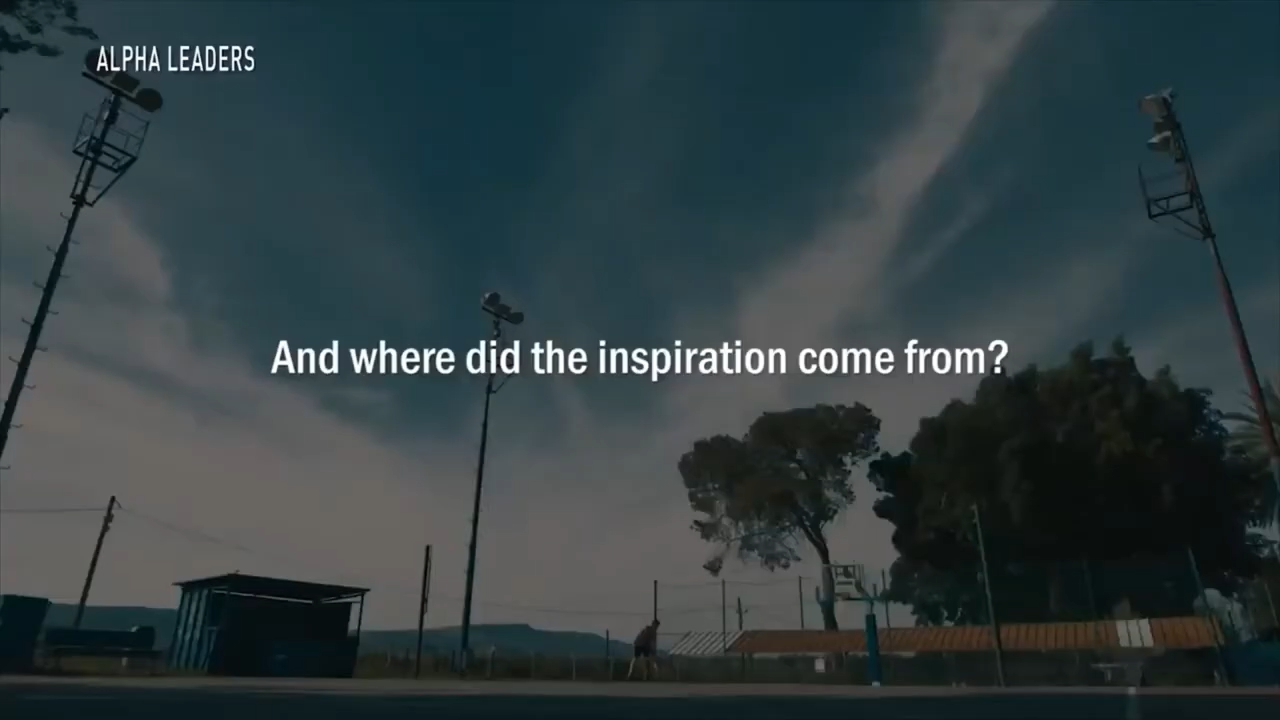 ALPHA LEADERS
And where did the inspiration come from?